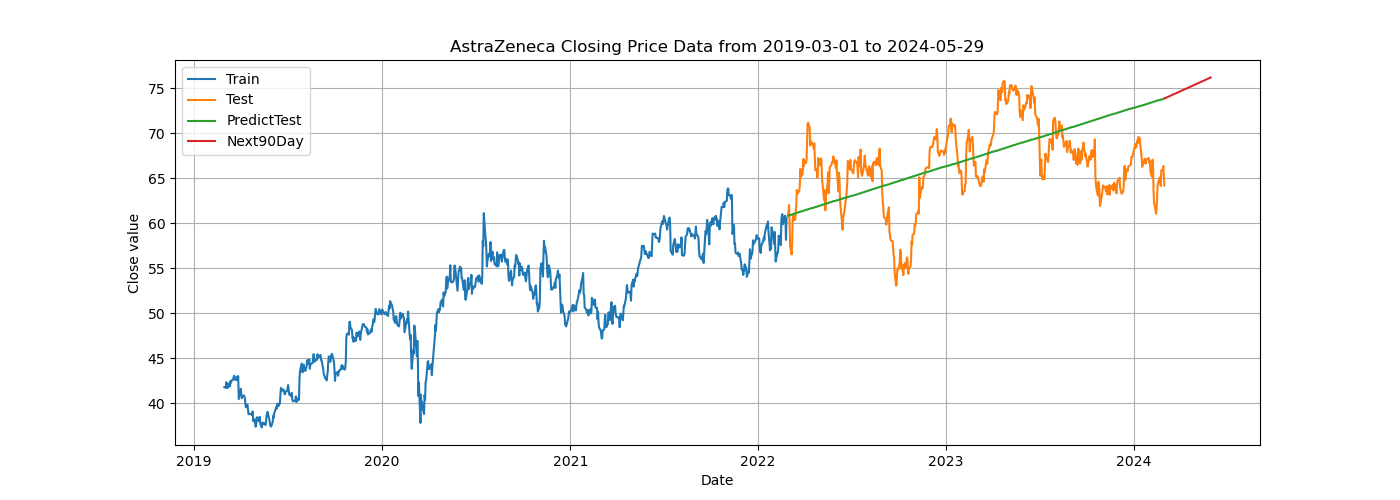 AstraZeneca Closing Price Data from 2019-03-01 to 2024-05-29
Train
Test
PredictTest
Next90Day
75
70
65
60
55
50
45
40
Close value
2019
2020
2021
2022
2023
2024
Date